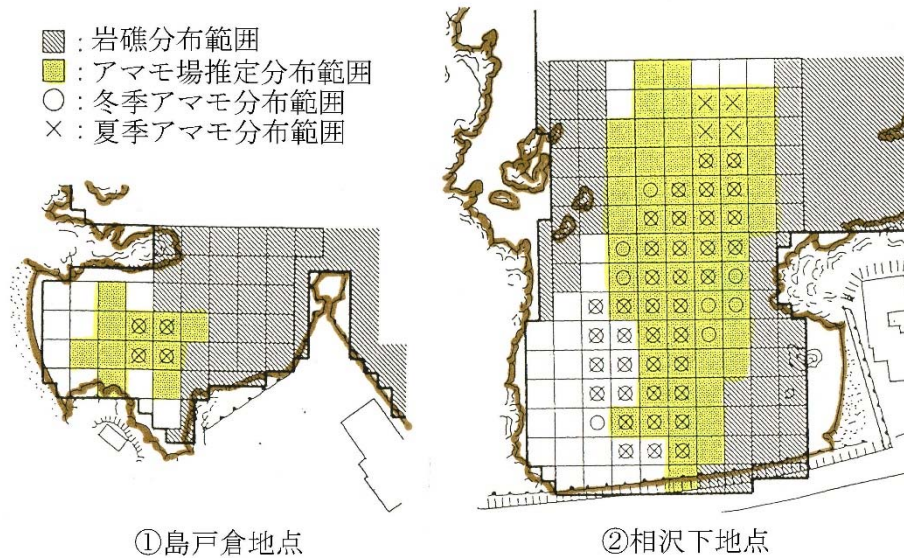 ：岩礁分布範囲
：アマモ場推定分布範囲
○：冬季アマモ分布範囲
×：夏季アマモ分布範囲
①島戸倉地点
②相沢下地点